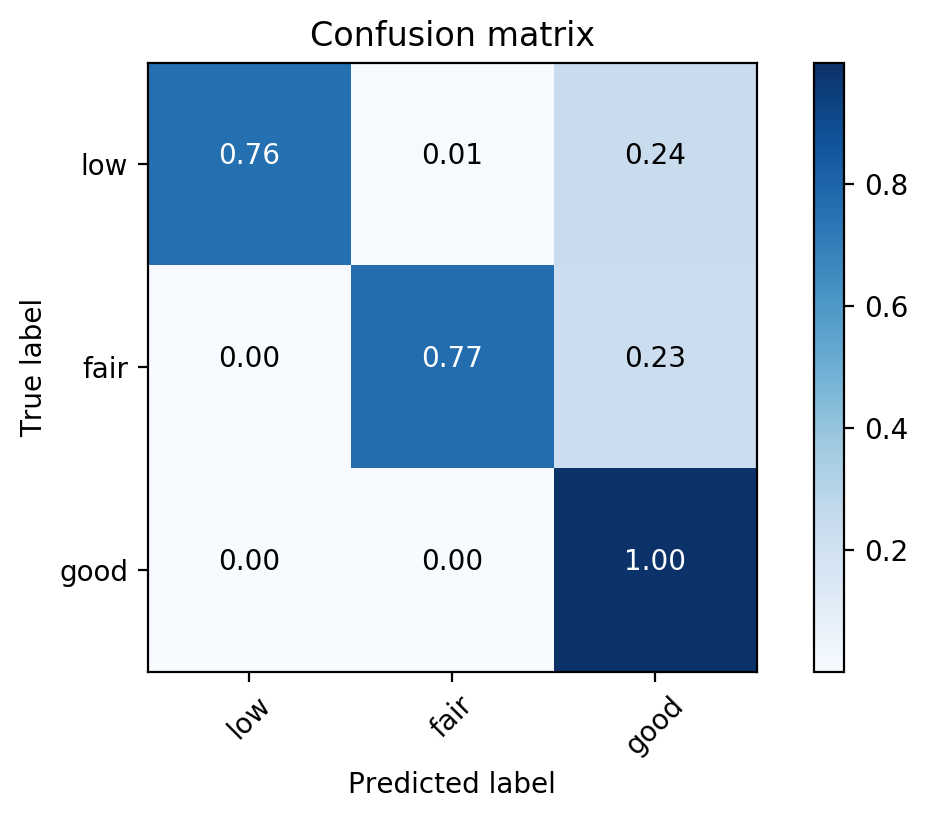 Confusion matrix
True label
low 0.76 0.01 0.24
fair 0.00 0.77 0.23
good 0.00 0.00 1.00
low fair good
Predicted label
0.8
0.6
0.4
0.2